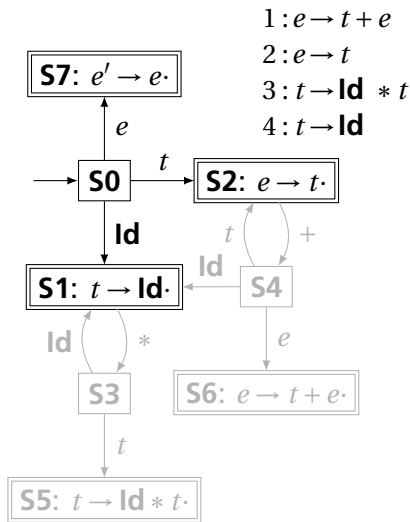 1 : e → t + e
2 : e → t
3 : t → Id * t
4 : t → Id
S7: e′ → e·
e
S0
t
S2: e → t·
Id
t
+
Id
S1: t → Id·
S4
Id
*
e
S3
S6: e → t + e·
t
S5: t → Id * t·